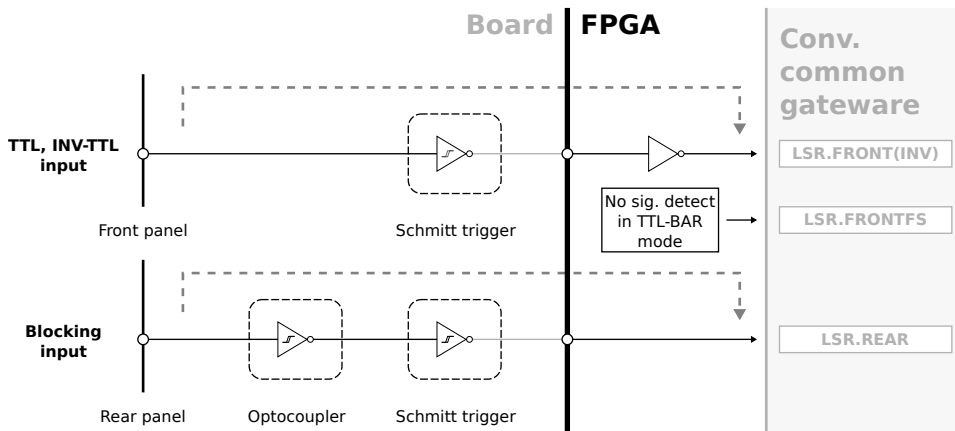 Board
FPGA
Conv.
common
gateware
TTL, INV-TTL
input
LSR.FRONT(INV)
No sig. detect
in TTL-BAR
mode
LSR.FRONTFS
Front panel
Schmitt trigger
Blocking
input
LSR.REAR
Rear panel
Optocoupler
Schmitt trigger